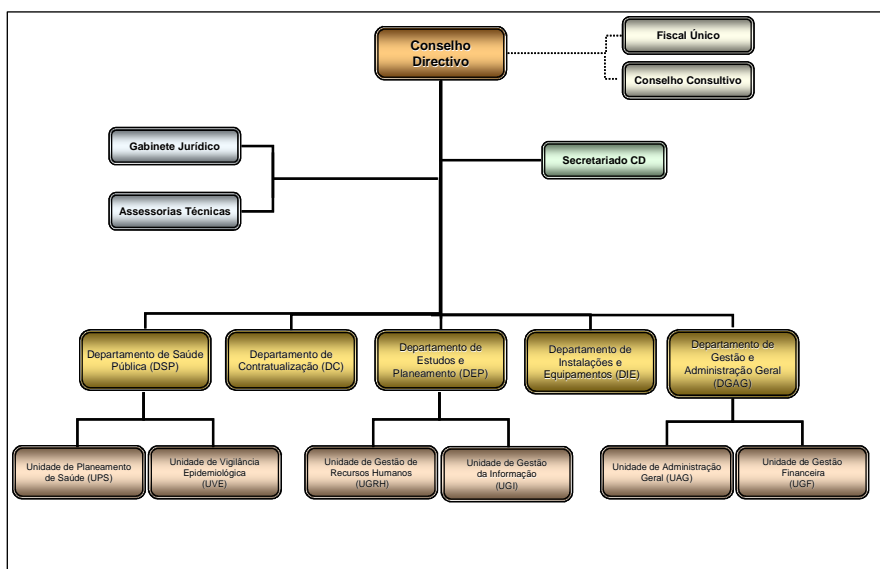 Conselho
Directivo
Fiscal Único
Conselho Consultivo
Gabinete Jurídico
Secretariado CD
Assessorias Técnicas
Departamento de Saúde
Pública (DSP)
Departamento de
Contratualização (DC)
Departamento de
Estudos e
Planeamento (DEP)
Departamento de
Instalações e
Equipamentos (DIE)
Departamento de
Gestão e
Administração Geral
(DGAG)
Unidade de Planeamento
de Saúde (UPS)
Unidade de Vigilância
Epidemiológica
(UVE)
Unidade de Gestão de
Recursos Humanos
(UGRH)
Unidade de Gestão
da Informação
(UGI)
Unidade de Administração
Geral (UAG)
Unidade de Gestão
Financeira
(UGF)